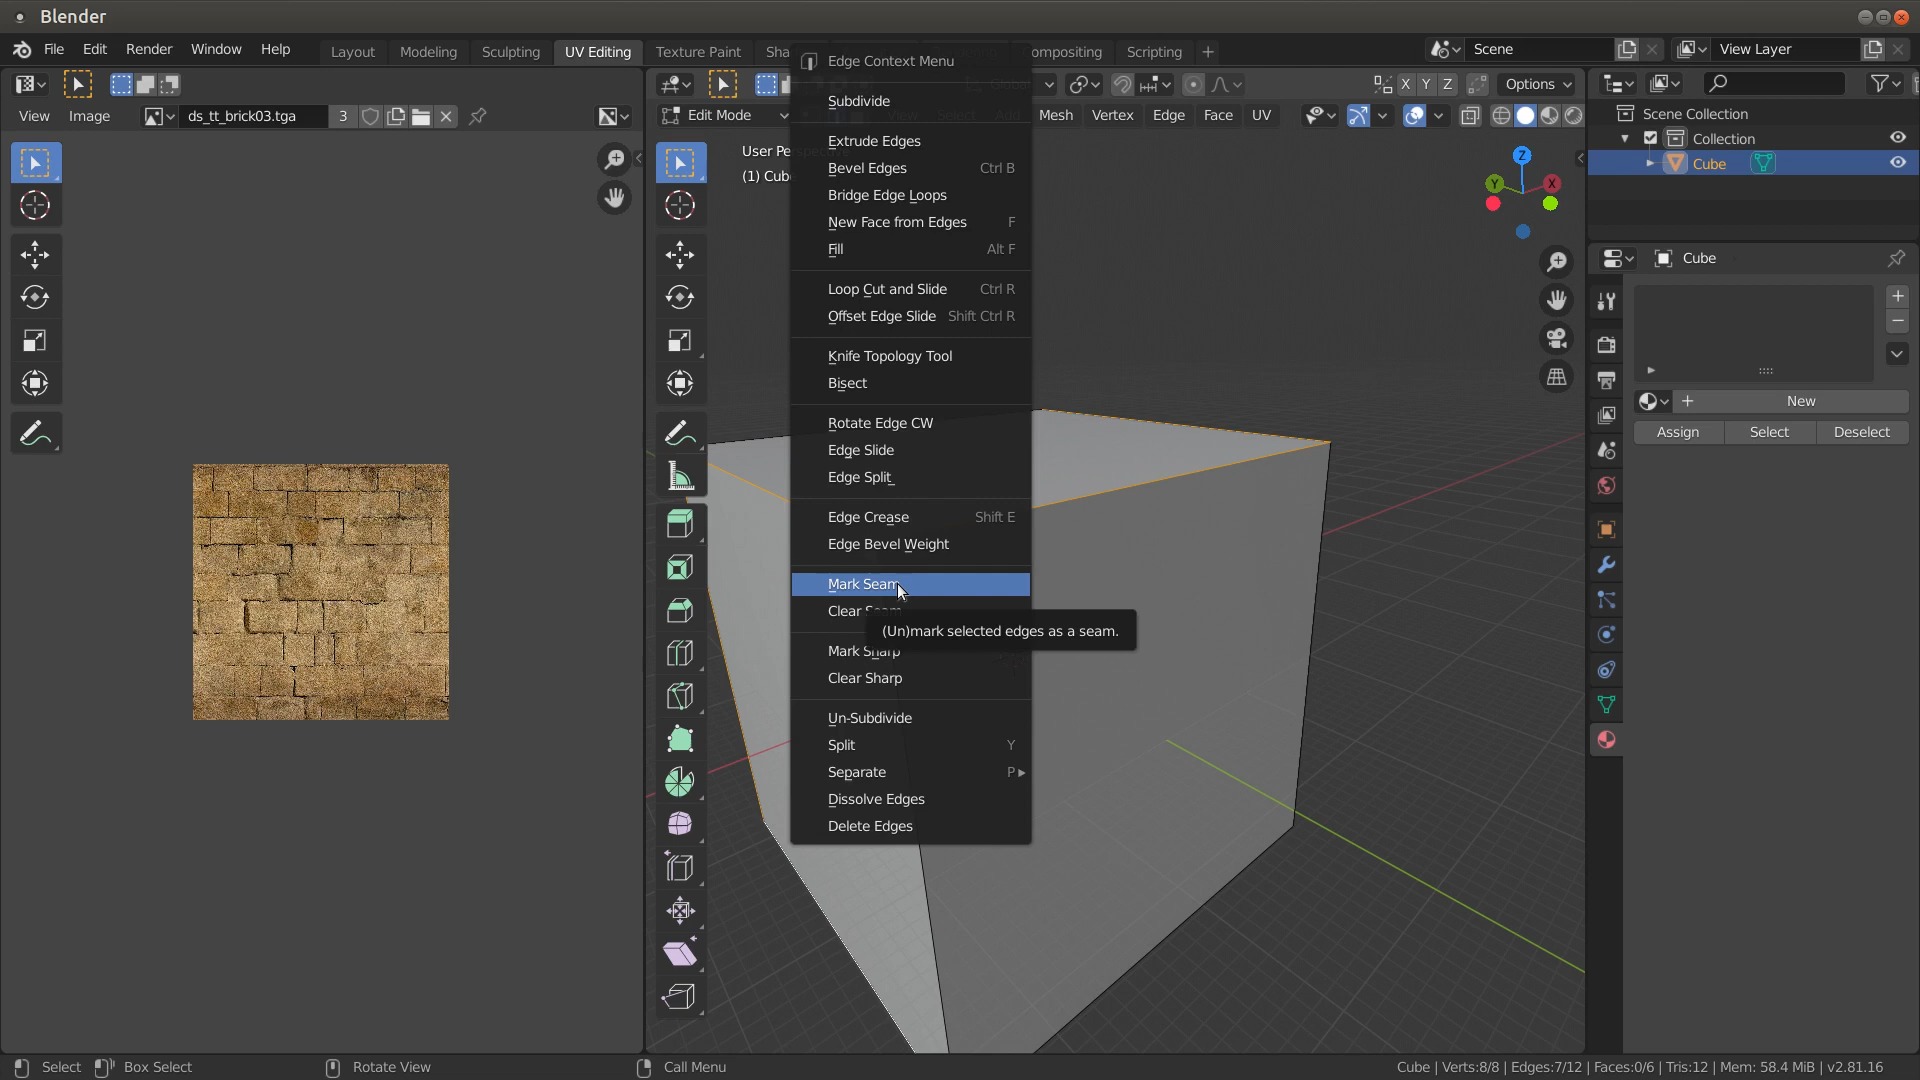 Blender
File Edit Render Window Help
Layout Modeling Sculpting UV Editing Texture Paint Sha ompositing Scripting +
Scene
View Layer
Options
X Y Z
View Image
ds_tt_brick03.tga 3
Edit Mode
View Select Add Mesh Vertex Edge Face UV
User Perspective
(1) Cub
Edge Context Menu
Subdivide
Extrude Edges
Bevel Edges Ctrl B
Bridge Edge Loops
New Face from Edges F
Fill Alt F
Loop Cut and Slide Ctrl R
Offset Edge Slide Shift Ctrl R
Knife Topology Tool
Bisect
Rotate Edge CW
Edge Slide
Edge Split
Edge Crease Shift E
Edge Bevel Weight
Mark Seam
Clear Seam
(Un)mark selected edges as a seam.
Mark Sharp
Clear Sharp
Un-Subdivide
Split Y
Separate P
Dissolve Edges
Delete Edges
Z
Y X
Scene Collection
Collection
Cube
Cube
New
Assign Select Deselect
Select Box Select Rotate View Call Menu
Cube | Verts:8/8 | Edges:7/12 | Faces:0/6 | Tris:12 | Mem: 58.4 MiB | v2.81.16